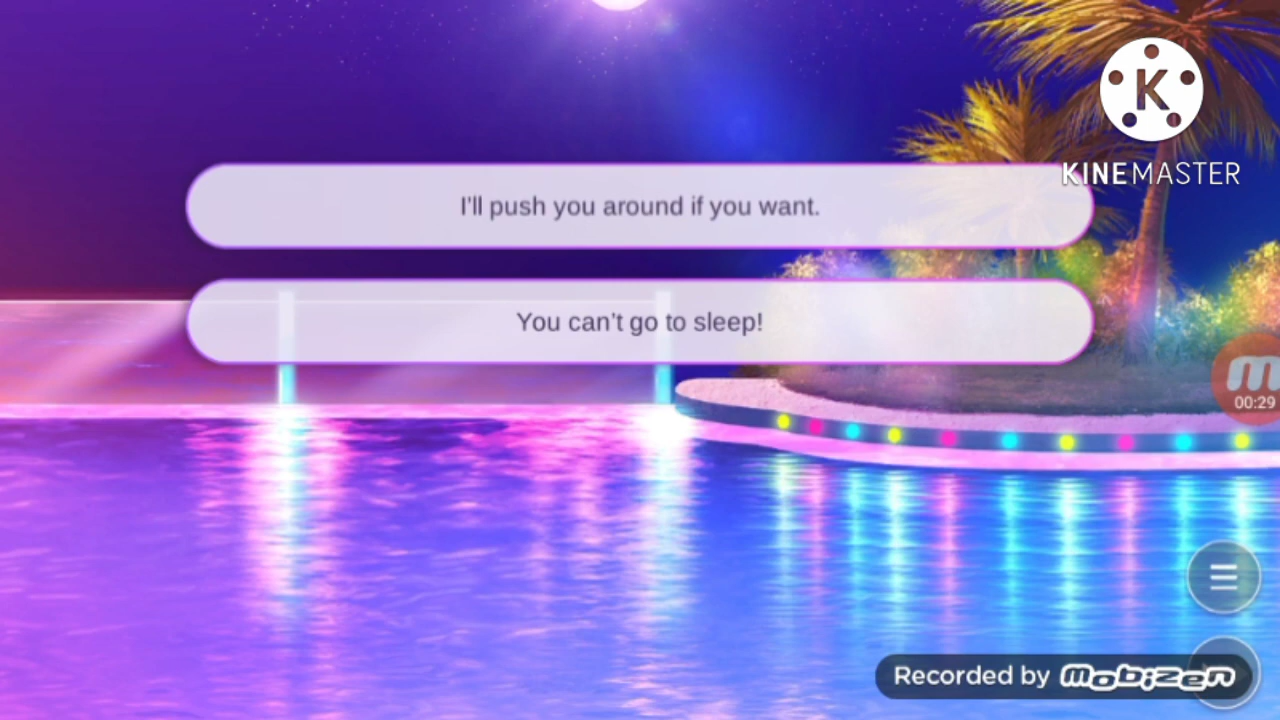 K
KINEMASTER
I'll push you around if you want.
You can't go to sleep!
m
00:29
Recorded by mobizen